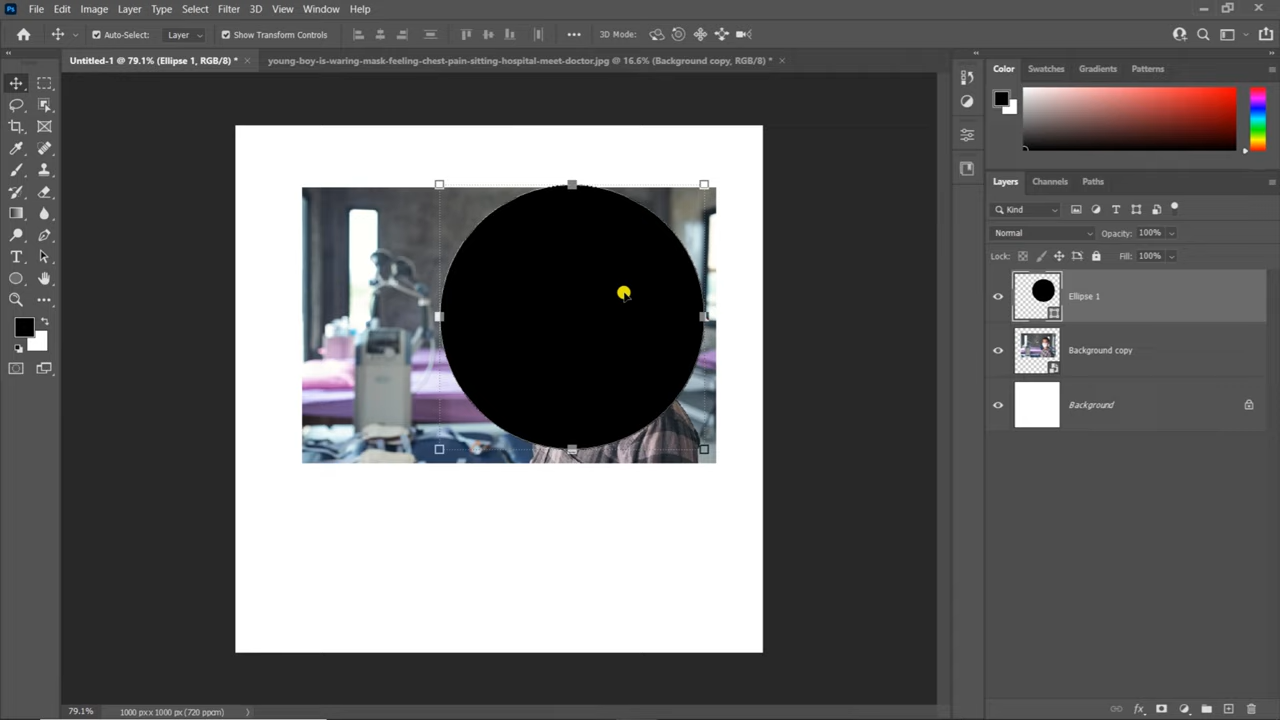 Ps File Edit Image Layer Type Select Filter 3D View Window Help
Auto-Select: Layer Show Transform Controls 3D Mode:
Untitled-1 @ 79.1% (Ellipse 1, RGB/8) * × young-boy-is-waring-mask-feeling-chest-pain-sitting-hospital-meet-doctor.jpg @ 16.6% (Background copy, RGB/8) * ×
Color Swatches Gradients Patterns
Layers Channels Paths
Kind
Normal Opacity: 100%
Lock: Fill: 100%
Ellipse 1
Background copy
Background
79.1% 1000 px x 1000 px (720 ppcm)
fx